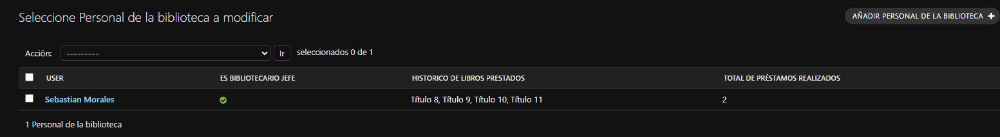 Seleccione Personal de la biblioteca a modificar
AÑADIR PERSONAL DE LA BIBLIOTECA +
Acción: --------- Ir seleccionados 0 de 1
USER ES BIBLIOTECARIO JEFE HISTORICO DE LIBROS PRESTADOS TOTAL DE PRÉSTAMOS REALIZADOS
Sebastian Morales Título 8, Título 9, Título 10, Título 11 2
1 Personal de la biblioteca